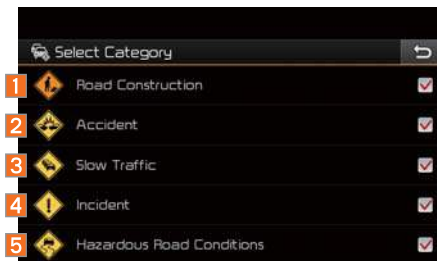 Select Category
1 Road Construction
2 Accident
3 Slow Traffic
4 Incident
5 Hazardous Road Conditions